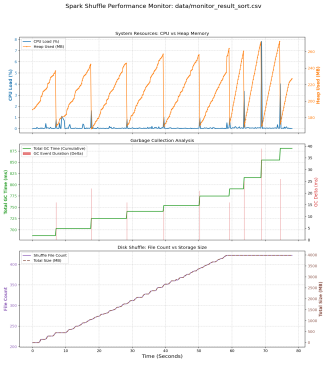 Spark Shuffle Performance Monitor: data/monitor_result_sort.csv
System Resources: CPU vs Heap Memory
CPU Load (%)
Heap Used (MB)
CPU Load (%)
Heap Used (MB)
Garbage Collection Analysis
Total GC Time (Cumulative)
GC Event Duration (Delta)
Total GC Time (ms)
GC Delta (ms)
Disk Shuffle: File Count vs Storage Size
Shuffle File Count
Total Size (MB)
File Count
Total Size (MB)
0 10 20 30 40 50 60 70 80
Time (Seconds)